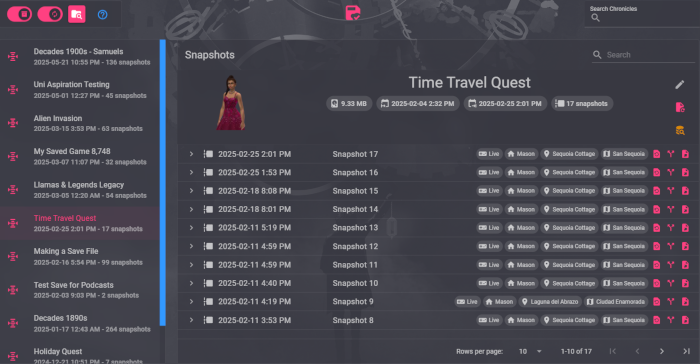 Search Chronicles
Decades 1900s - Samuels
2025-05-21 10:55 PM - 136 snapshots
Uni Aspiration Testing
2025-05-01 12:27 PM - 45 snapshots
Alien Invasion
2025-03-15 3:53 PM - 63 snapshots
My Saved Game 8,748
2025-03-07 11:07 PM - 32 snapshots
Llamas & Legends Legacy
2025-03-05 12:20 AM - 54 snapshots
Time Travel Quest
2025-02-25 2:01 PM - 17 snapshots
Making a Save File
2025-02-16 5:54 PM - 99 snapshots
Test Save for Podcasts
2025-02-03 9:03 PM - 2 snapshots
Decades 1890s
2025-01-17 12:43 AM - 264 snapshots
Holiday Quest
2024-12-21 10:51 PM - 7 snapshots
Snapshots
Search
Time Travel Quest
9.33 MB 2025-02-04 2:32 PM 2025-02-25 2:01 PM 17 snapshots
2025-02-25 2:01 PM Snapshot 17 Live Mason Sequoia Cottage San Sequoia
2025-02-25 1:53 PM Snapshot 16 Live Mason Sequoia Cottage San Sequoia
2025-02-18 8:08 PM Snapshot 15 Live Mason Sequoia Cottage San Sequoia
2025-02-18 8:01 PM Snapshot 14 Live Mason Sequoia Cottage San Sequoia
2025-02-11 5:19 PM Snapshot 13 Live Mason Sequoia Cottage San Sequoia
2025-02-11 4:59 PM Snapshot 12 Live Mason Sequoia Cottage San Sequoia
2025-02-11 4:59 PM Snapshot 11 Live Mason Sequoia Cottage San Sequoia
2025-02-11 4:40 PM Snapshot 10 Live Mason Sequoia Cottage San Sequoia
2025-02-11 4:19 PM Snapshot 9 Live Mason Laguna del Abrazo Ciudad Enamorada
2025-02-11 3:53 PM Snapshot 8 Live Mason Sequoia Cottage San Sequoia
Rows per page: 10 1-10 of 17